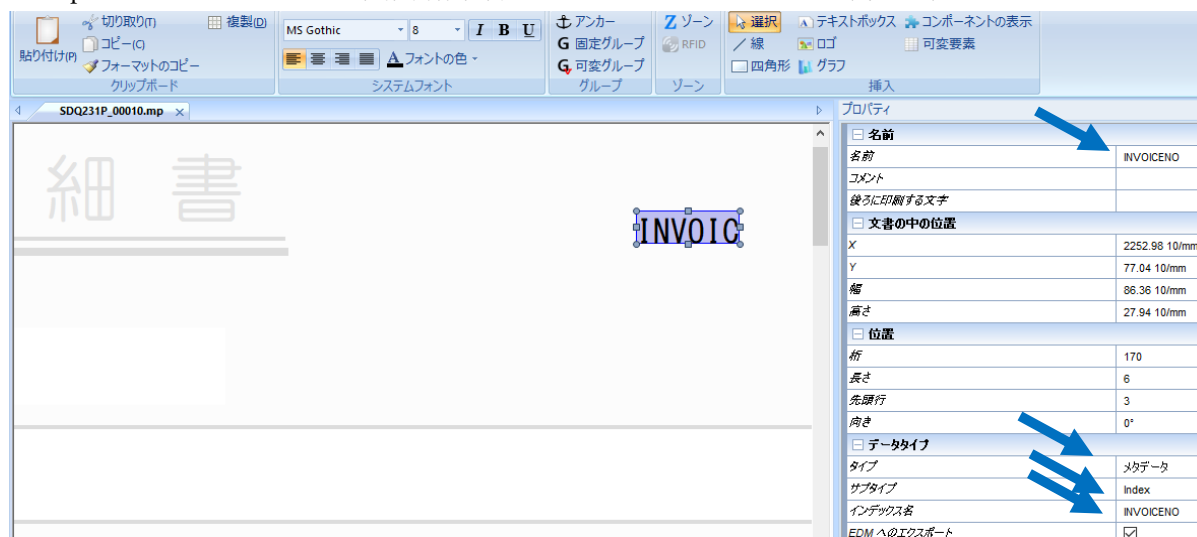 切り取り(T)
複製(D)
コピー(C)
貼り付け(P)
フォーマットのコピー
クリップボード
MS Gothic
8
I B U
フォントの色
システムフォント
アンカー
G 固定グループ
G 可変グループ
グループ
Z ゾーン
RFID
ゾーン
選択
線
四角形
テキストボックス
ロゴ
グラフ
コンポーネントの表示
可変要素
挿入
SDQ231P_00010.mp x
プロパティ
細書
INVOIC
名前
名前 INVOICENO
コメント
後ろに印刷する文字
文書の中の位置
X 2252.98 10/mm
Y 77.04 10/mm
幅 86.36 10/mm
高さ 27.94 10/mm
位置
桁 170
長さ 6
先頭行 3
向き 0°
データタイプ
タイプ メタデータ
サブタイプ Index
インデックス名 INVOICENO
EDM へのエクスポート